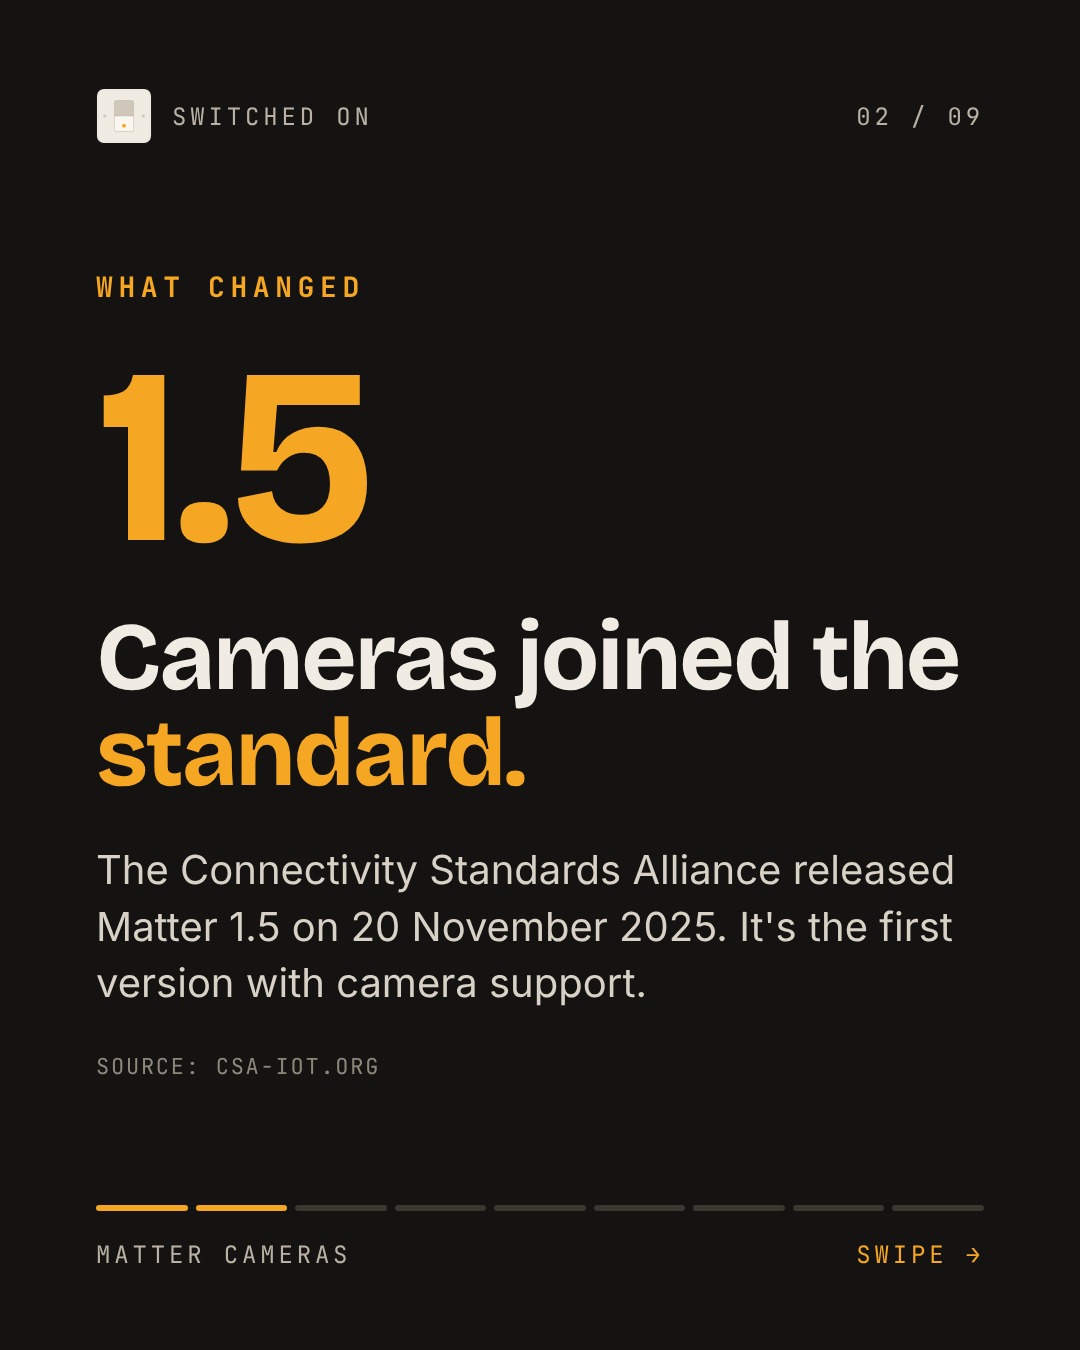 SWITCHED ON
02 / 09
WHAT CHANGED
1.5
Cameras joined the
standard.
The Connectivity Standards Alliance released
Matter 1.5 on 20 November 2025. It's the first
version with camera support.
SOURCE: CSA-IOT.ORG
MATTER CAMERAS
SWIPE →